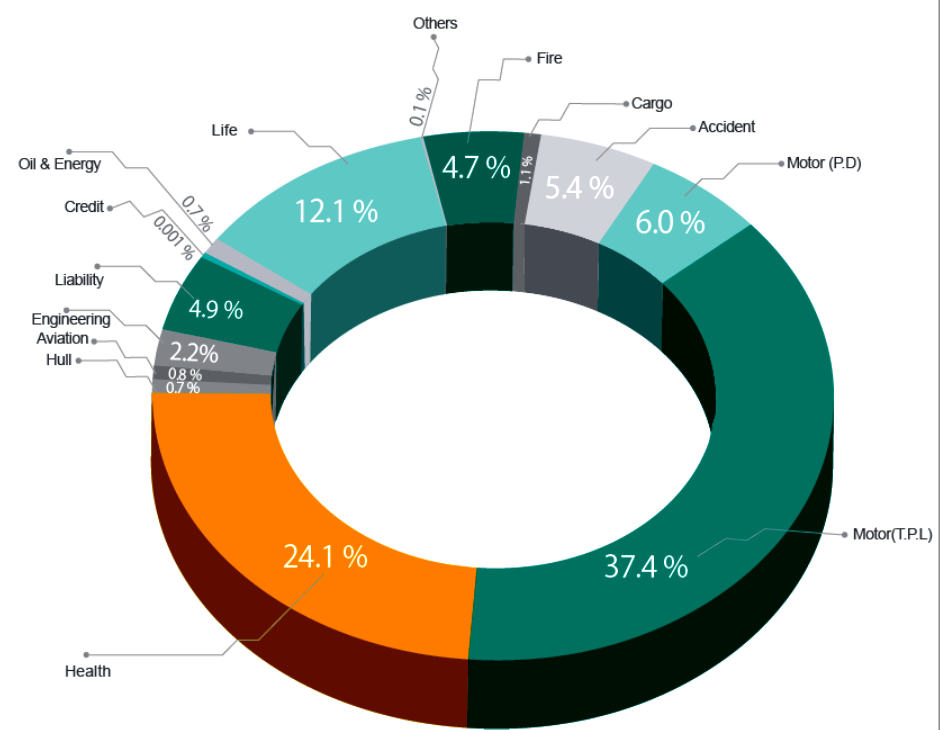 Others
Fire
0.1 %
Cargo
Life
Accident
Oil & Energy
4.7 %
1.1 %
Motor (P.D)
5.4 %
Credit
0.7 %
12.1 %
6.0 %
0.001 %
Liability
4.9 %
Engineering
2.2%
Aviation
0.8 %
Hull
0.7 %
Motor(T.P.L)
24.1 %
37.4 %
Health